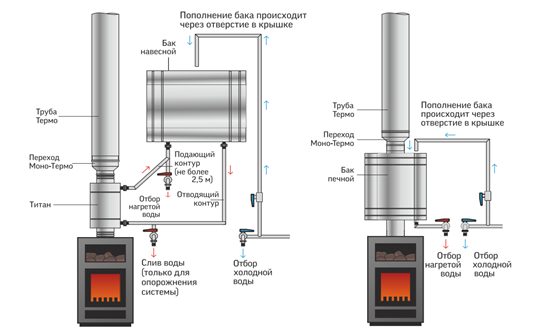 Пополнение бака происходит
через отверстие в крышке
Бак
навесной
Труба
Термо
Переход
Моно-Термо
Титан
Подающий
контур
(не более
2,5 м)
Отбор
нагретой
воды
Отводящий
контур
Слив воды
(только для
опорожнения
системы)
Отбор
холодной
воды
Труба
Термо
Пополнение бака
происходит через
отверстие в крышке
Переход
Моно-Термо
Бак
печной
Отбор
нагретой
воды
Отбор
холодной
воды